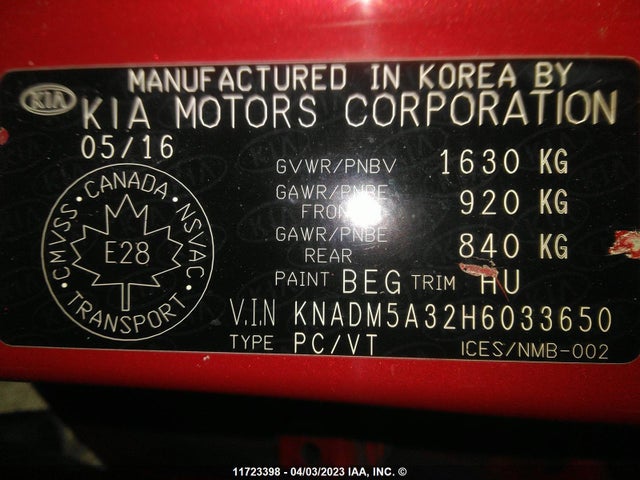 MANUFACTURED IN KOREA BY
KIA KIA MOTORS CORPORATION
05/16
GVWR/PNBV 1630 KG
GAWR/PNBE FRONT 920 KG
GAWR/PNBE REAR 840 KG
PAINT BEG TRIM HU
V.I.N KNADM5A32H6033650
TYPE PC/VT ICES/NMB-002
CANADA
CMVSS · NSVAC
E28
TRANSPORT
11723398 - 04/03/2023 IAA, INC. ©